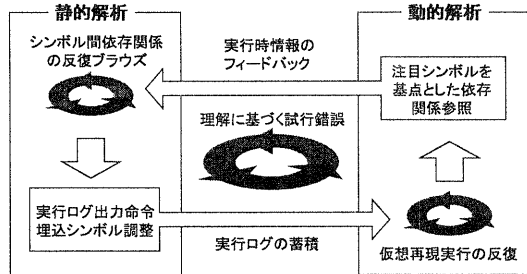 静的解析
シンボル間依存関係
の反復ブラウズ
実行ログ出力命令
埋込シンボル調整
実行時情報の
フィードバック
理解に基づく試行錯誤
実行ログの蓄積
動的解析
注目シンボルを
基点とした依存
関係参照
仮想再現実行の反復